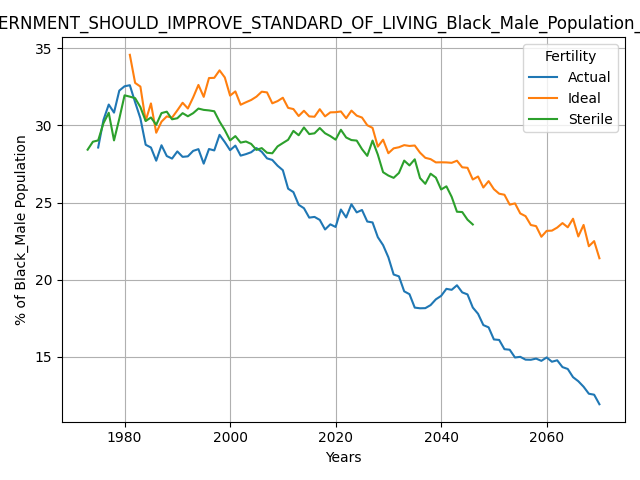 ERNMENT_SHOULD_IMPROVE_STANDARD_OF_LIVING_Black_Male_Population_
Fertility
Actual
Ideal
Sterile
% of Black_Male Population
35
30
25
20
15
1980
2000
2020
2040
2060
Years